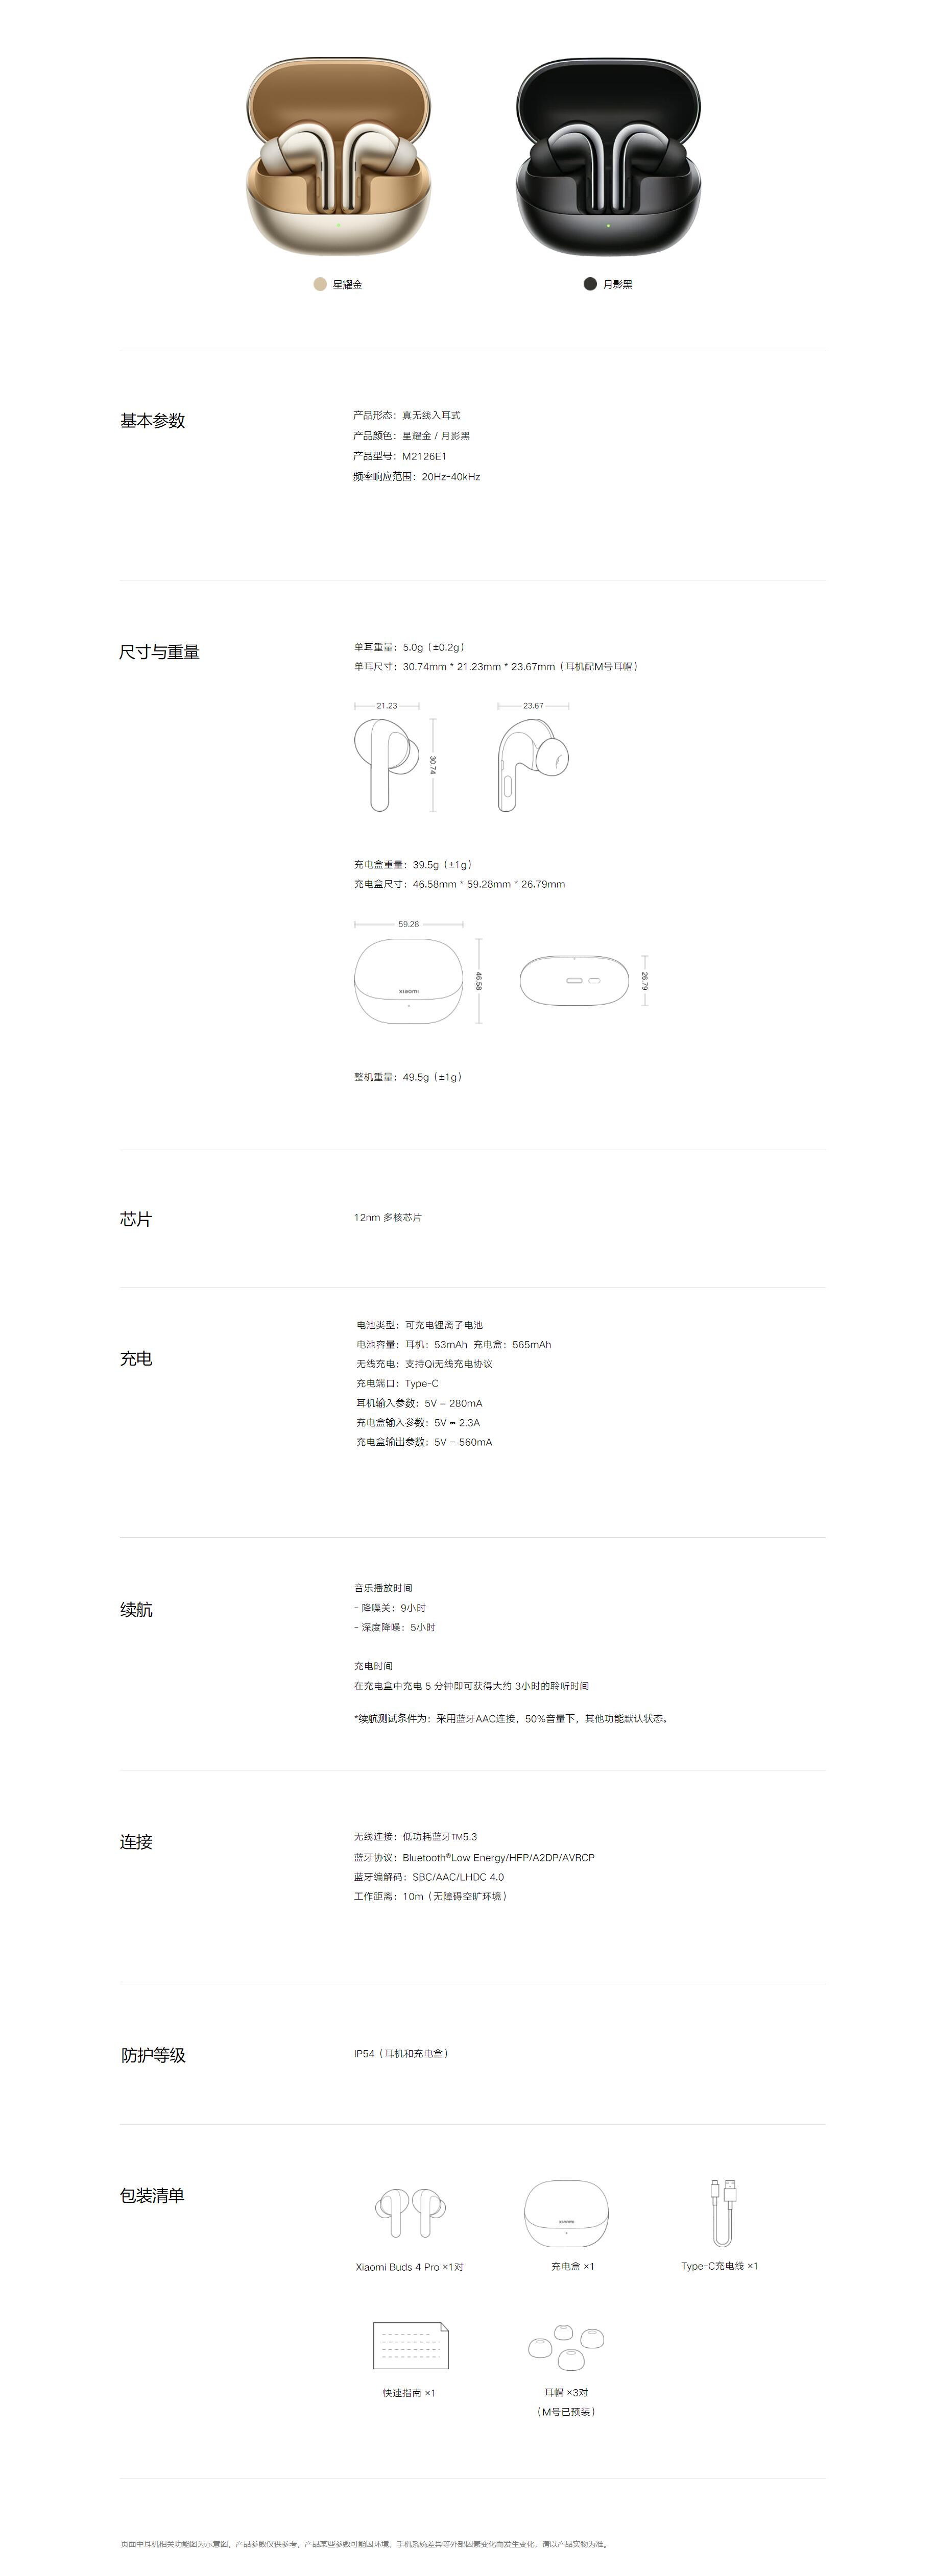 星耀金
月影黑
基本参数
产品形态：真无线入耳式
产品颜色：星耀金 / 月影黑
产品型号：M2126E1
频率响应范围：20Hz-40kHz
尺寸与重量
单耳重量：5.0g（±0.2g）
单耳尺寸：30.74mm * 21.23mm * 23.67mm（耳机配M号耳帽）
21.23
23.67
30.74
充电盒重量：39.5g（±1g）
充电盒尺寸：46.58mm * 59.28mm * 26.79mm
59.28
46.58
26.79
xiaomi
整机重量：49.5g（±1g）
芯片
12nm 多核芯片
充电
电池类型：可充电锂离子电池
电池容量：耳机：53mAh 充电盒：565mAh
无线充电：支持Qi无线充电协议
充电端口：Type-C
耳机输入参数：5V ⎓ 280mA
充电盒输入参数：5V ⎓ 2.3A
充电盒输出参数：5V ⎓ 560mA
续航
音乐播放时间
- 降噪关：9小时
- 深度降噪：5小时
充电时间
在充电盒中充电 5 分钟即可获得大约 3小时的聆听时间
*续航测试条件为：采用蓝牙AAC连接，50%音量下，其他功能默认状态。
连接
无线连接：低功耗蓝牙TM5.3
蓝牙协议：Bluetooth®Low Energy/HFP/A2DP/AVRCP
蓝牙编解码：SBC/AAC/LHDC 4.0
工作距离：10m（无障碍空旷环境）
防护等级
IP54（耳机和充电盒）
包装清单
xiaomi
Xiaomi Buds 4 Pro ×1对
充电盒 ×1
Type-C充电线 ×1
快速指南 ×1
耳帽 ×3对
（M号已预装）
页面中耳机相关功能图为示意图，产品参数仅供参考，产品某些参数可能因环境、手机系统差异等外部因素变化而发生变化，请以产品实物为准。